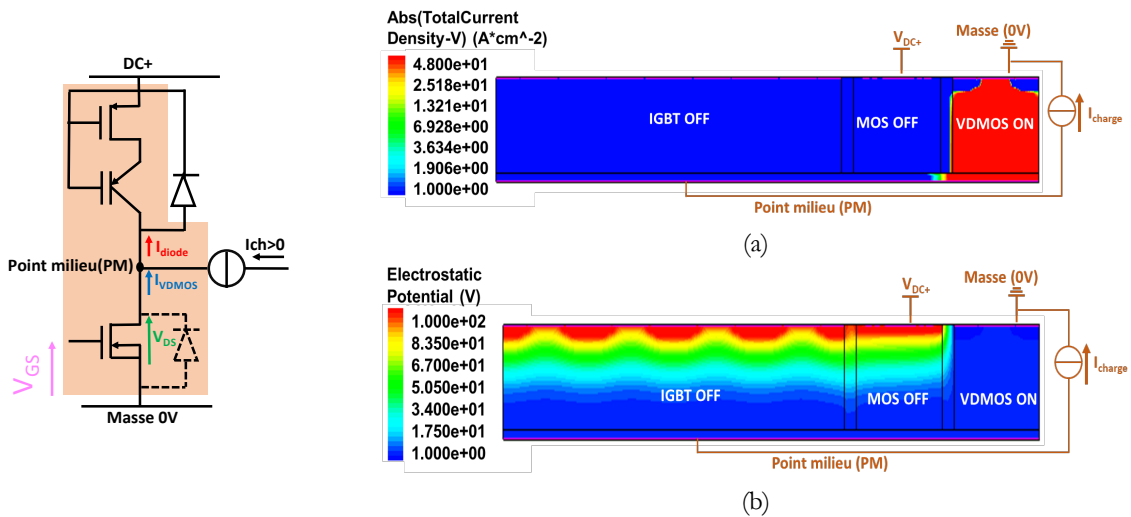 DC+
I_diode
Ich>0
Point milieu(PM)
I_VDMOS
V_DS
V_GS
Masse 0V
Abs(TotalCurrent
Density-V) (A*cm^-2)
4.800e+01
2.518e+01
1.321e+01
6.928e+00
3.634e+00
1.906e+00
1.000e+00
V_DC+
Masse (0V)
IGBT OFF
MOS OFF
VDMOS ON
I_charge
Point milieu (PM)
(a)
Electrostatic
Potential (V)
1.000e+02
8.350e+01
6.700e+01
5.050e+01
3.400e+01
1.750e+01
1.000e+00
V_DC+
Masse (0V)
IGBT OFF
MOS OFF
VDMOS ON
I_charge
Point milieu (PM)
(b)